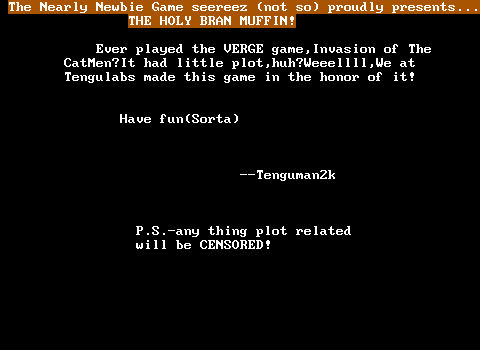 The Nearly Newbie Game seereez (not so) proudly presents...
THE HOLY BRAN MUFFIN!
Ever played the VERGE game,Invasion of The
CatMen?It had little plot,huh?Weeellll,We at
Tengulabs made this game in the honor of it!
Have fun(Sorta)
--Tenguman2k
P.S.-any thing plot related
will be CENSORED!